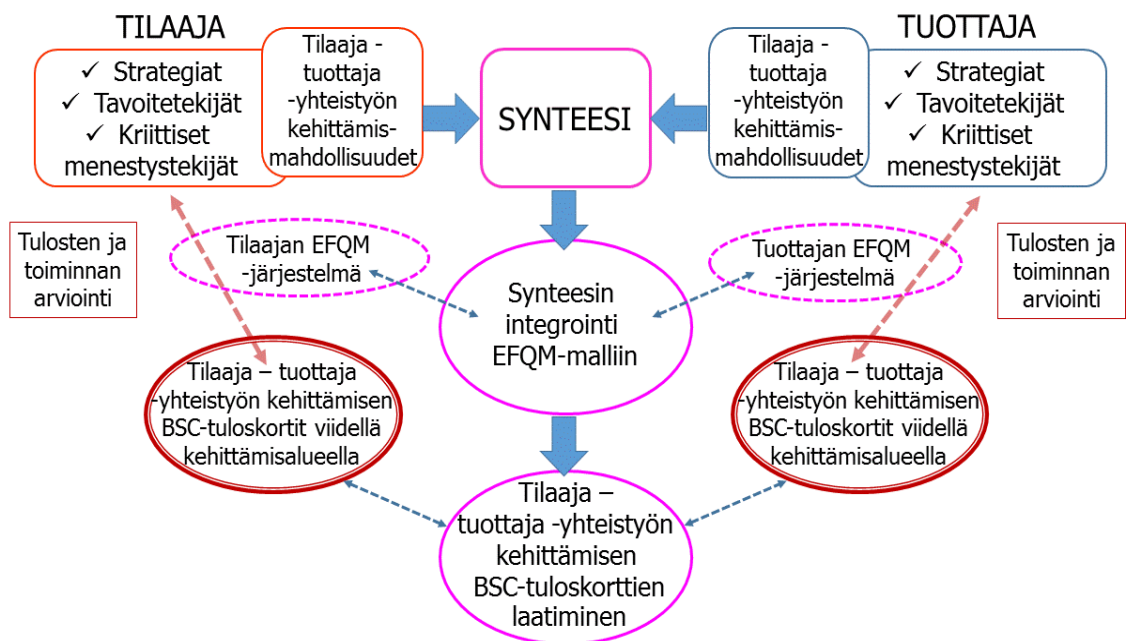 TILAAJA
✓ Strategiat
✓ Tavoitetekijät
✓ Kriittiset
menestystekijät
Tilaaja -
tuottaja
-yhteistyön
kehittämis-
mahdollisuudet
SYNTEESI
Tilaaja -
tuottaja
-yhteistyön
kehittämis-
mahdollisuudet
TUOTTAJA
✓ Strategiat
✓ Tavoitetekijät
✓ Kriittiset
menestystekijät
Tulosten ja
toiminnan
arviointi
Tilaajan EFQM
-järjestelmä
Synteesin
integrointi
EFQM-malliin
Tuottajan EFQM
-järjestelmä
Tulosten ja
toiminnan
arviointi
Tilaaja – tuottaja
-yhteistyön kehittämisen
BSC-tuloskortit viidellä
kehittämisalueella
Tilaaja – tuottaja
-yhteistyön kehittämisen
BSC-tuloskortit viidellä
kehittämisalueella
Tilaaja –
tuottaja -yhteistyön
kehittämisen
BSC-tuloskorttien
laatiminen